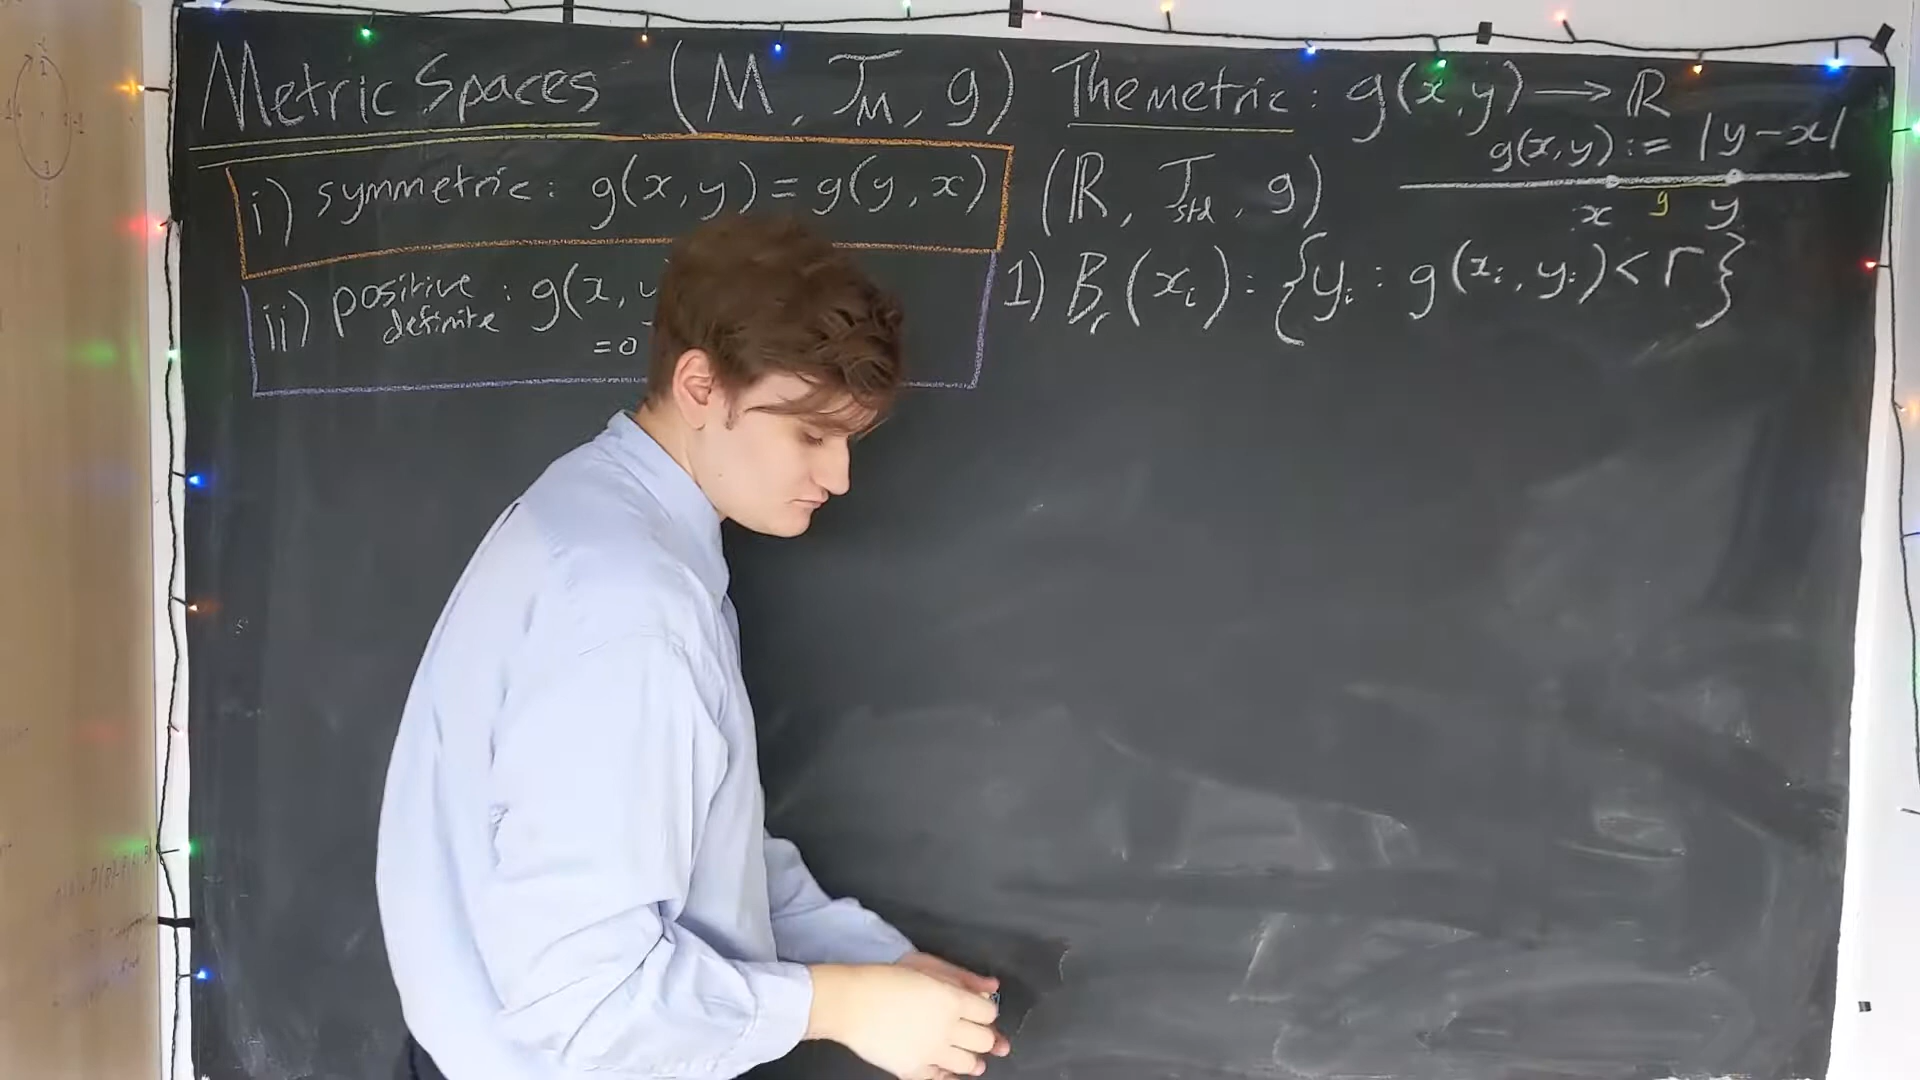 Metric Spaces (M, T_M, g)
i) symmetric: g(x,y) = g(y,x)
ii) positive definite : g(x,y
=0
The metric: g(x,y) → ℝ
g(x,y) := |y-x|
(ℝ, T_std, g)
x g y
1) B_r(x_i): {y_i : g(x_i, y_i) < r}